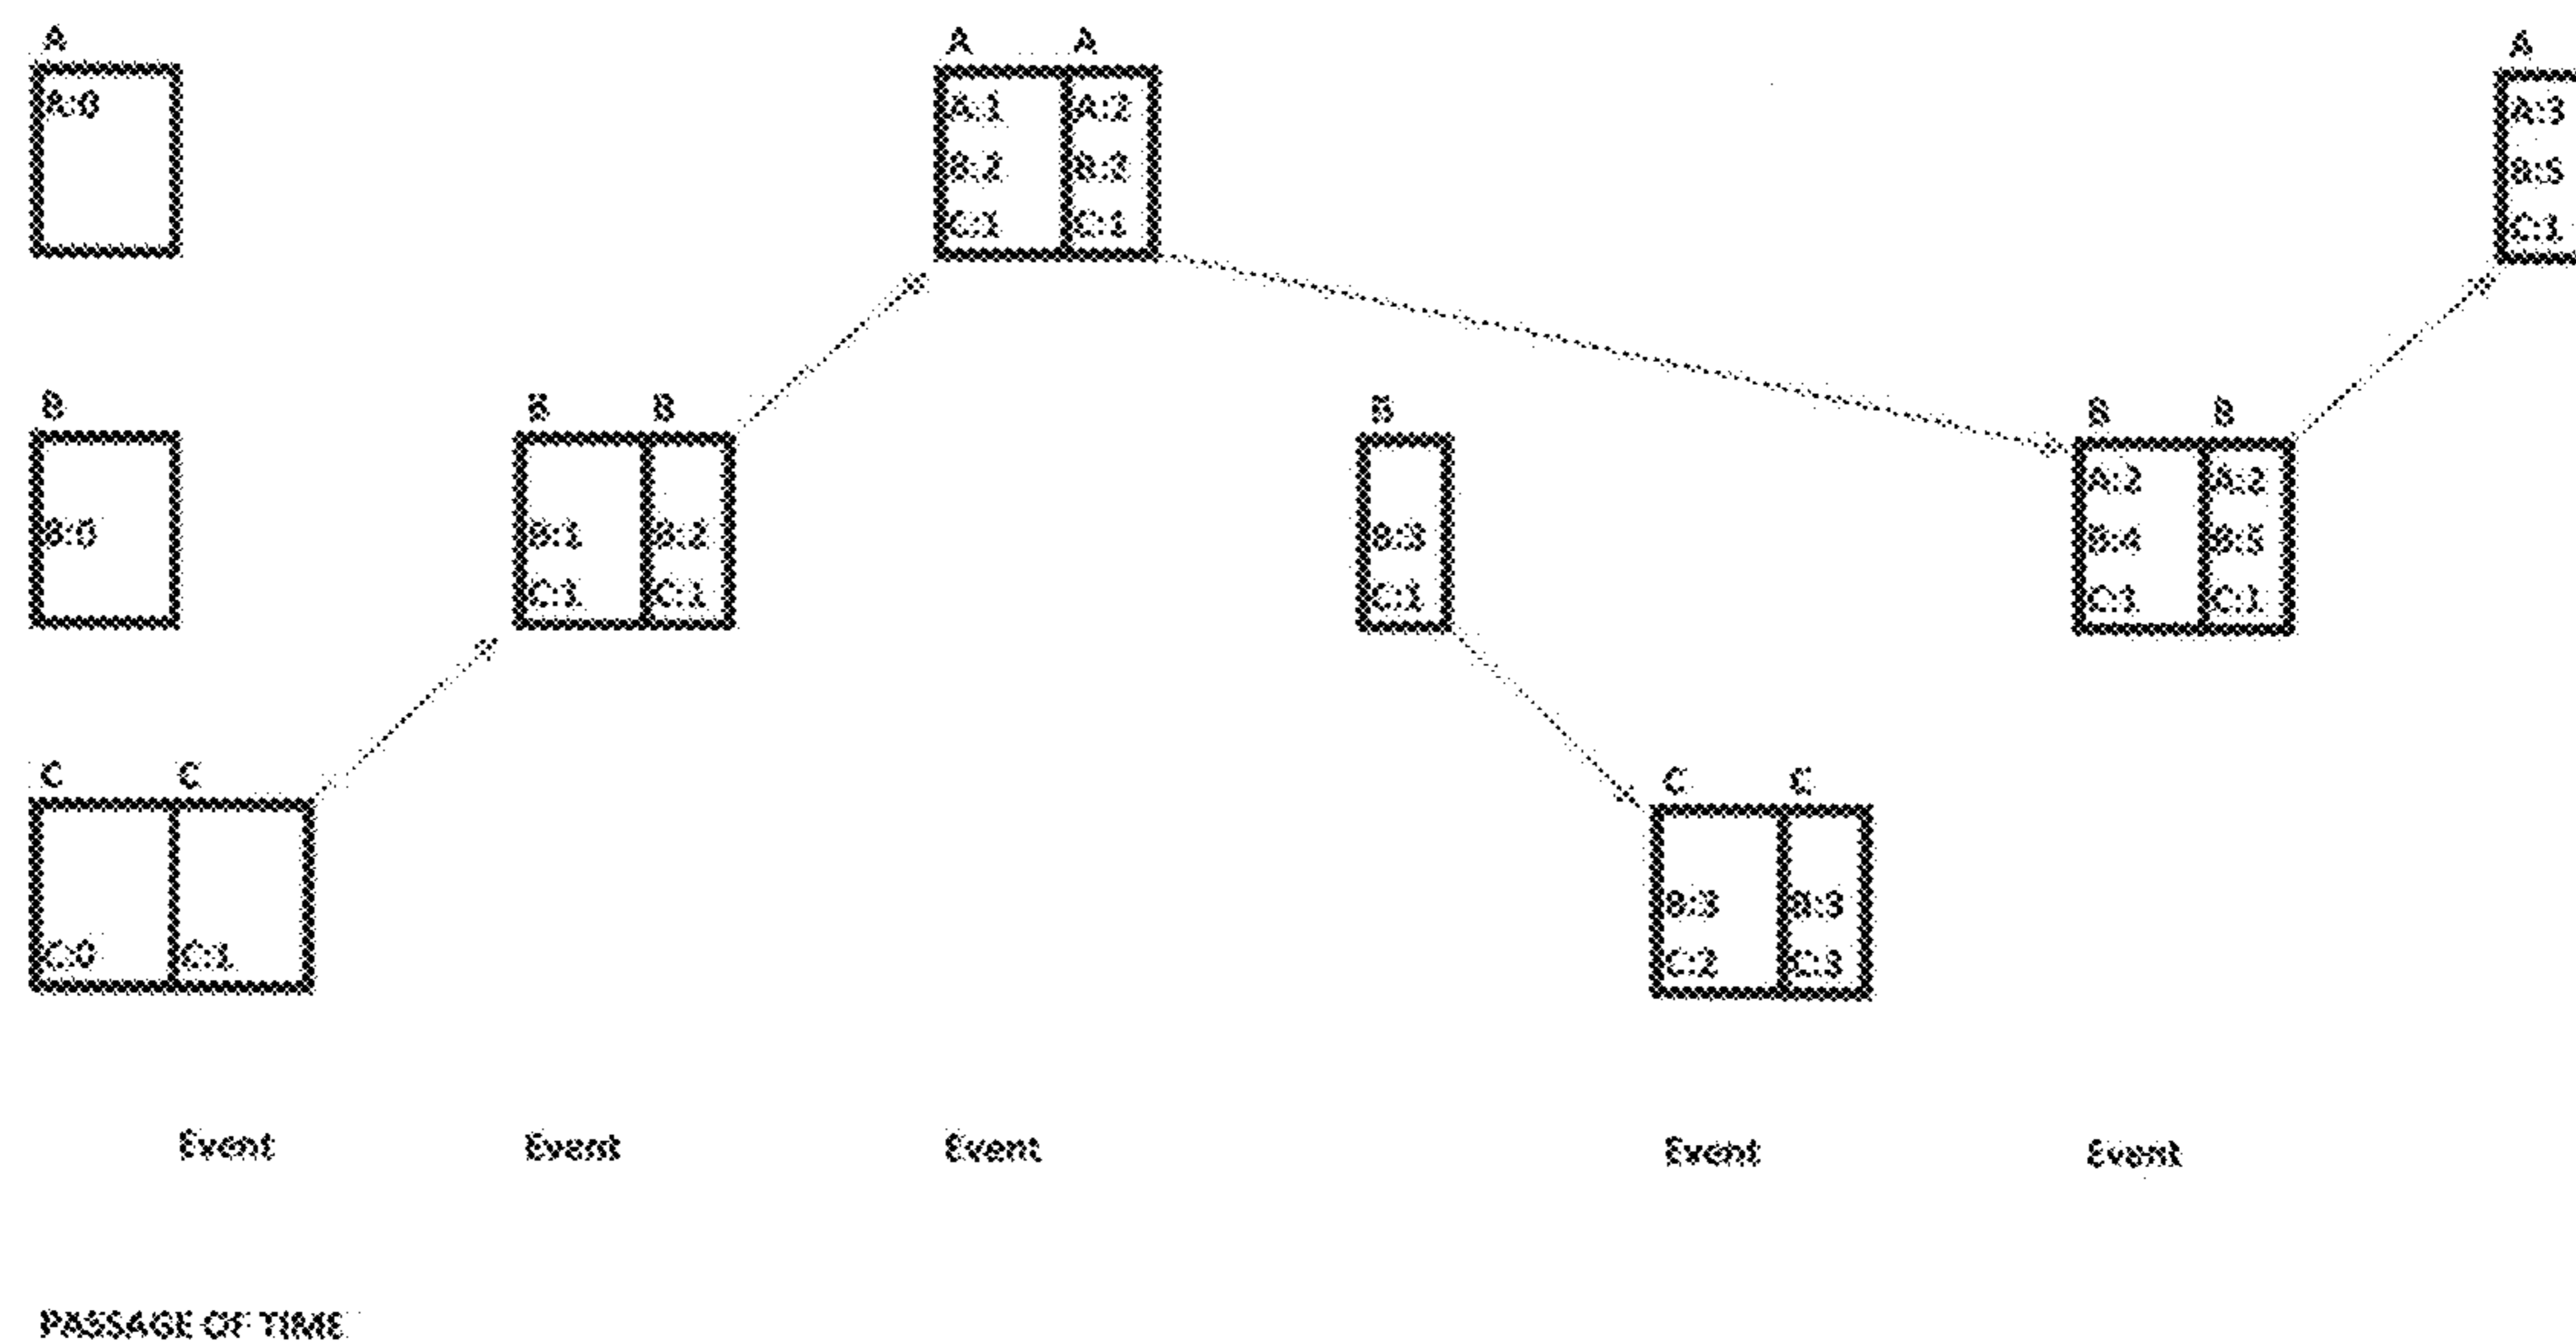 A A A A
A:0 A:1 A:2 A:3
B:2 B:2 B:5
C:1 C:1 C:1
B B B B B B
A:2 A:2
B:0 B:1 B:2 B:3 B:4 B:5
C:1 C:1 C:1 C:1 C:1
C C C C
B:3 B:3
C:0 C:1 C:2 C:3
Event Event Event Event Event
PASSAGE OF TIME